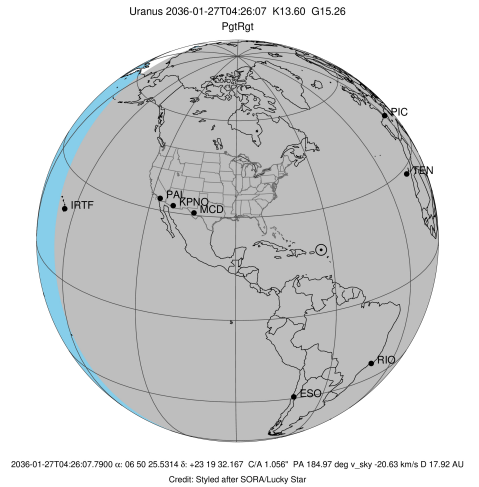 Uranus 2036-01-27T04:26:07  K13.60  G15.26
PgtRgt
PIC
TEN
PAL
KPNO
MCD
IRTF
RIO
ESO
2036-01-27T04:26:07.7900 α: 06 50 25.5314 δ: +23 19 32.167  C/A 1.056"  PA 184.97 deg v_sky -20.63 km/s D 17.92 AU
Credit: Styled after SORA/Lucky Star